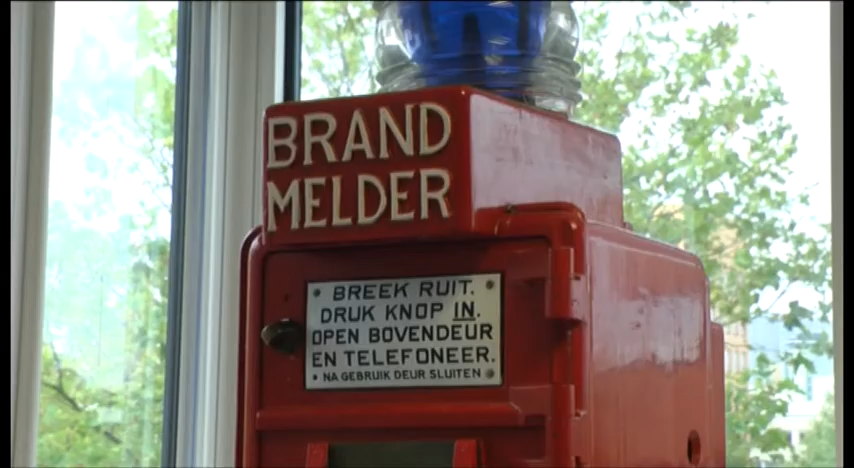 BRAND
MELDER
BREEK RUIT.
DRUK KNOP IN.
OPEN BOVENDEUR
EN TELEFONEER.
• NA GEBRUIK DEUR SLUITEN •